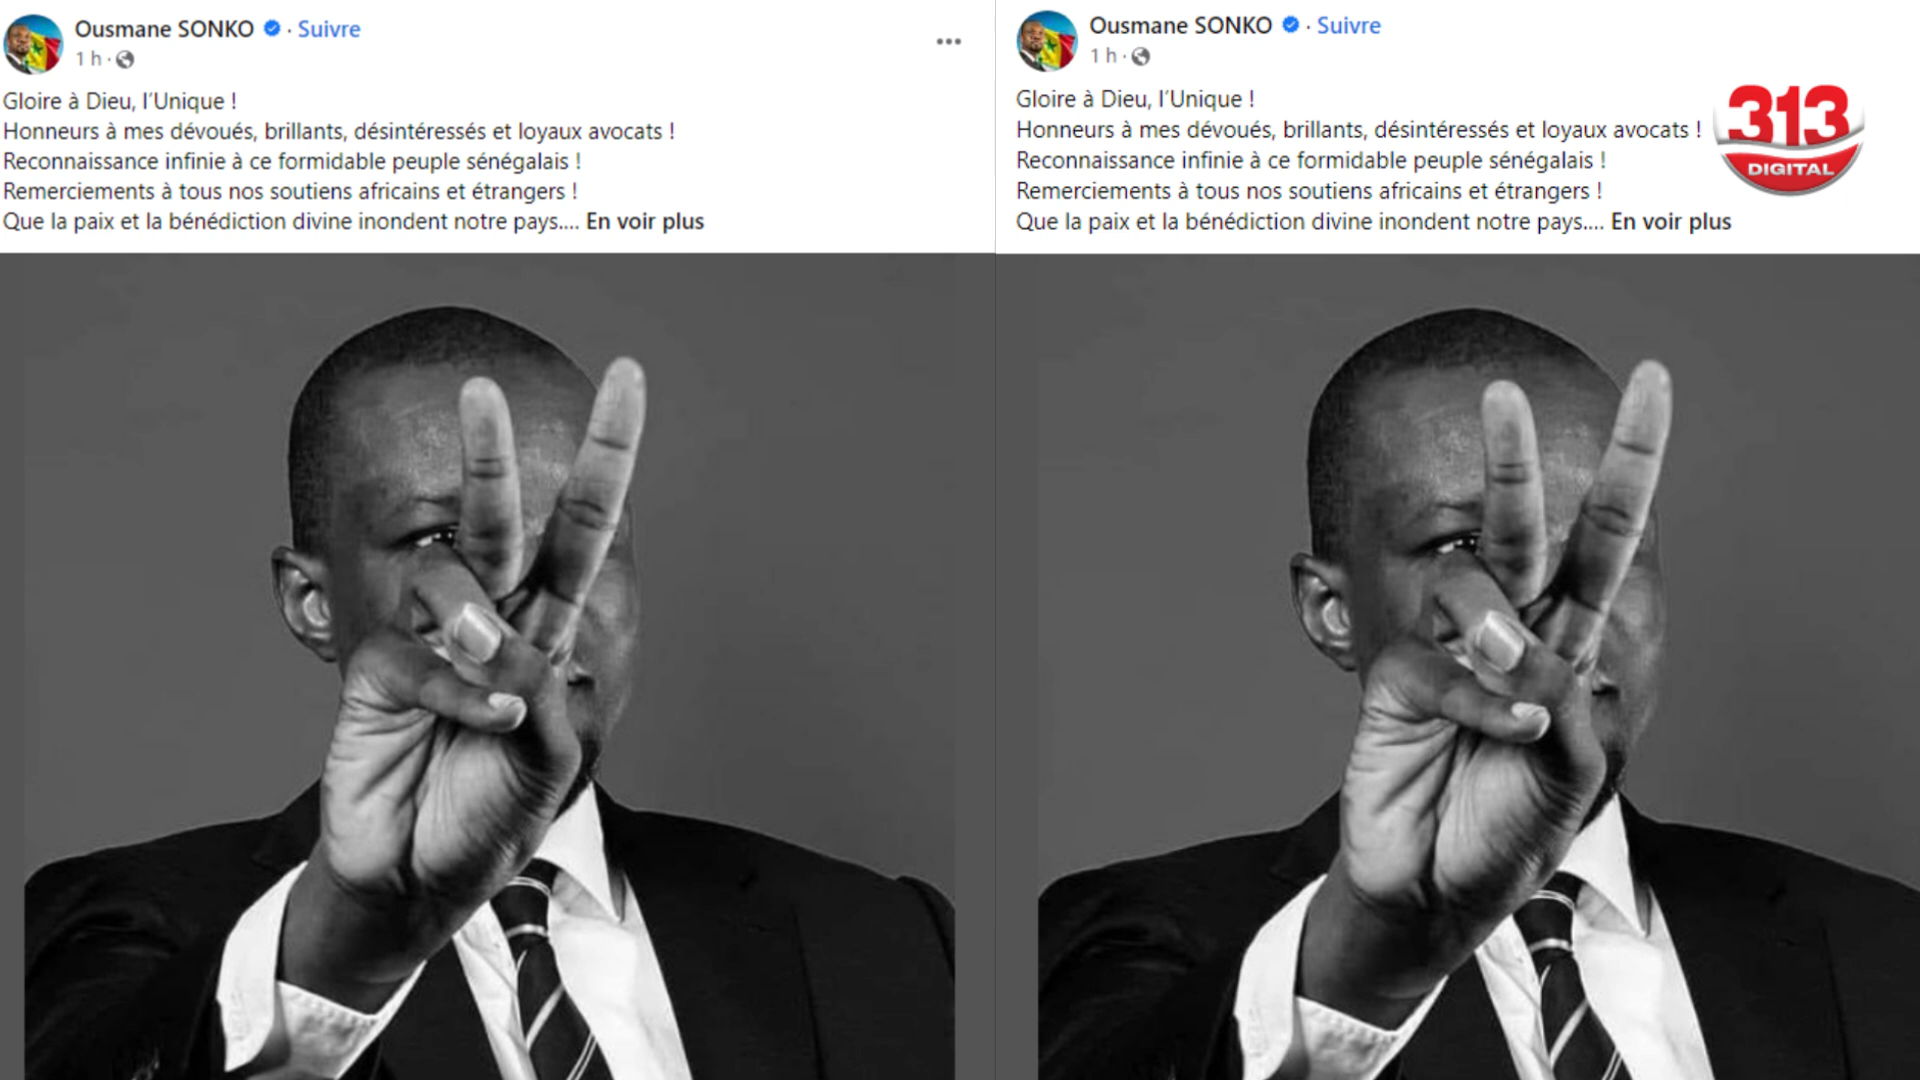 Ousmane SONKO · Suivre
1 h ·
Gloire à Dieu, l'Unique !
Honneurs à mes dévoués, brillants, désintéressés et loyaux avocats !
Reconnaissance infinie à ce formidable peuple sénégalais !
Remerciements à tous nos soutiens africains et étrangers !
Que la paix et la bénédiction divine inondent notre pays.... En voir plus
Ousmane SONKO · Suivre
1 h ·
Gloire à Dieu, l'Unique !
Honneurs à mes dévoués, brillants, désintéressés et loyaux avocats !
Reconnaissance infinie à ce formidable peuple sénégalais !
Remerciements à tous nos soutiens africains et étrangers !
Que la paix et la bénédiction divine inondent notre pays.... En voir plus
313
DIGITAL